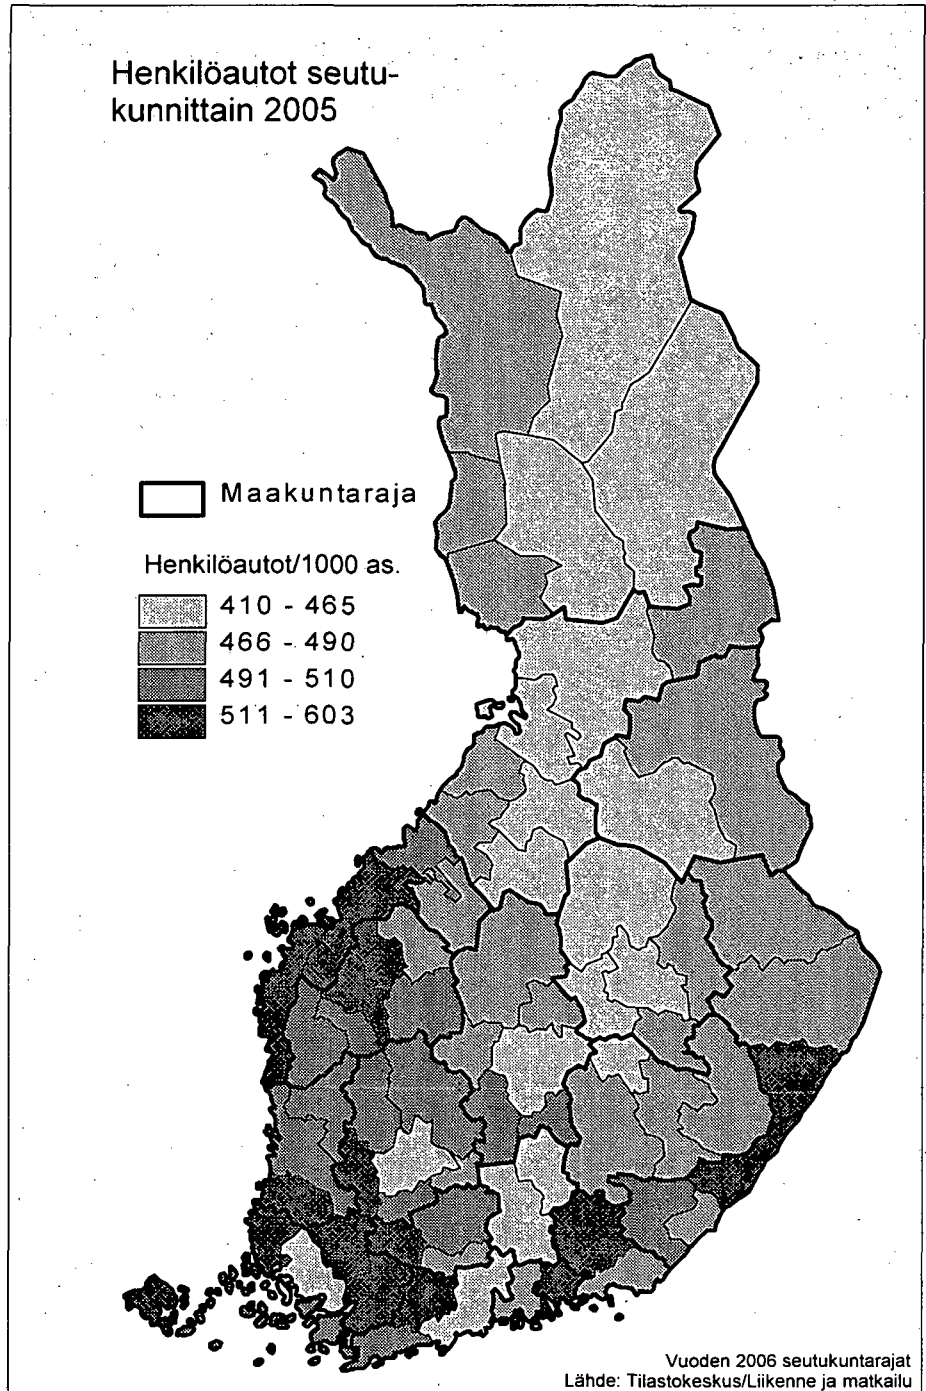 Henkilöautot seutu-
kunnittain 2005
Maakuntaraja
Henkilöautot/1000 as.
410 - 465
466 - 490
491 - 510
511 - 603
Vuoden 2006 seutukuntarajat
Lähde: Tilastokeskus/Liikenne ja matkailu